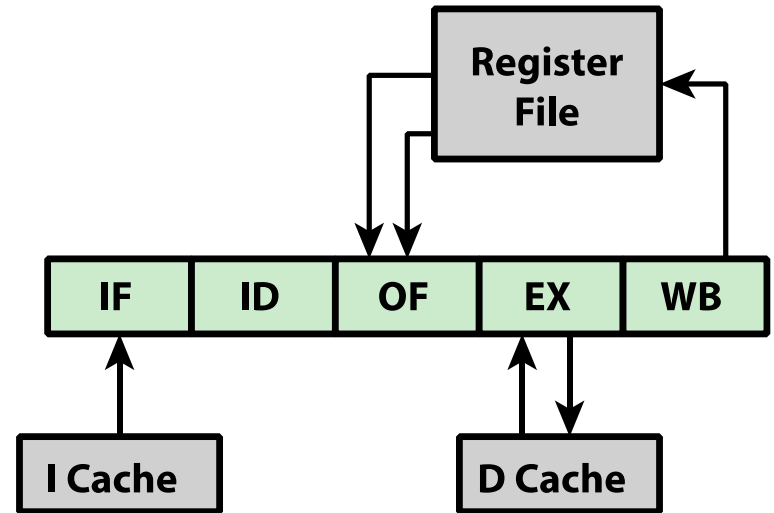 Register
File
IF
ID
OF
EX
WB
I Cache
D Cache